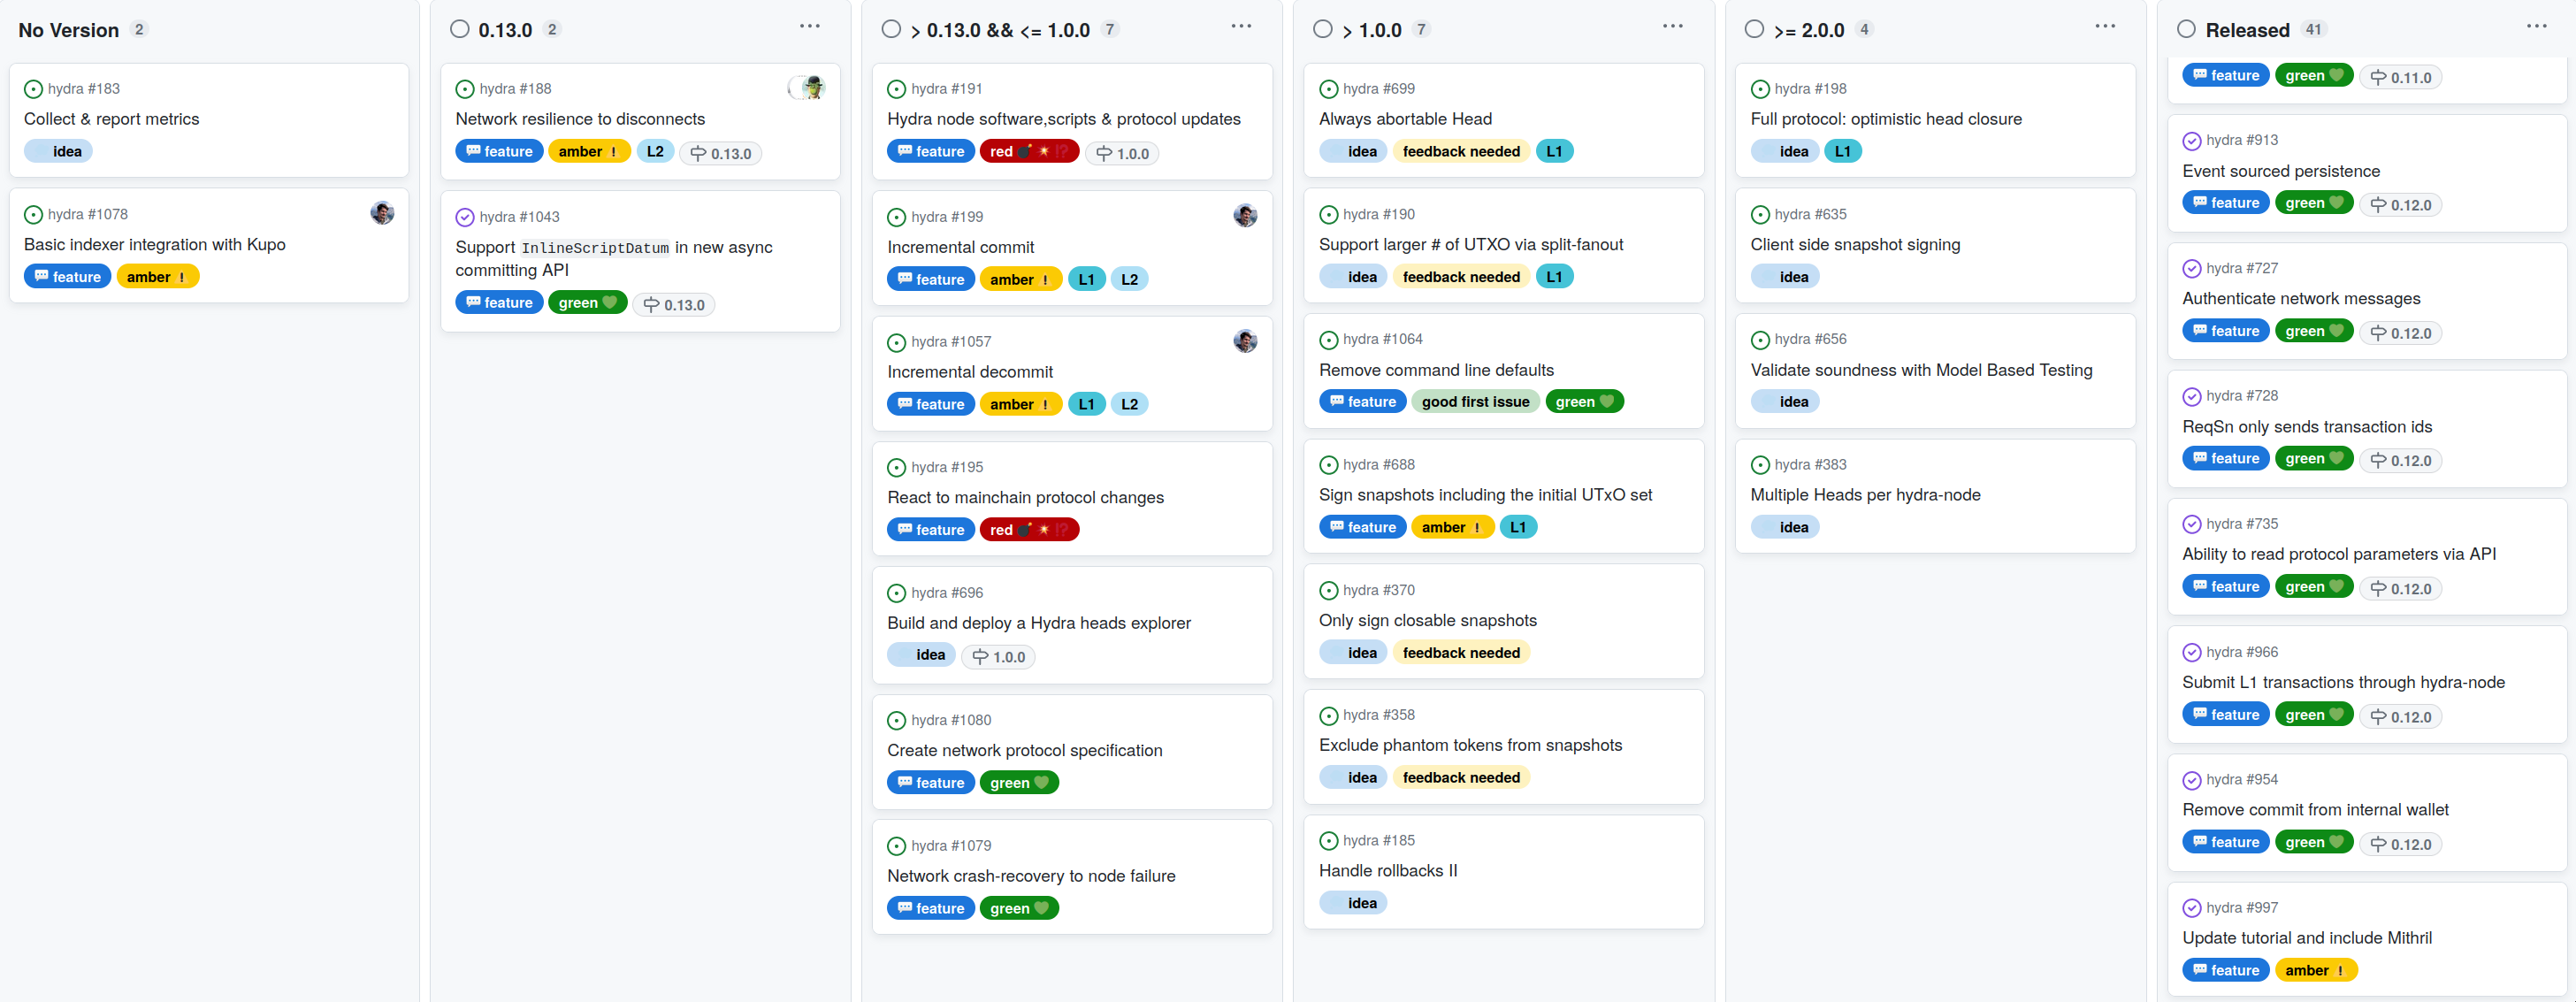 No Version 2
hydra #183
Collect & report metrics
idea
hydra #1078
Basic indexer integration with Kupo
feature amber
0.13.0 2
hydra #188
Network resilience to disconnects
feature amber L2 0.13.0
hydra #1043
Support InlineScriptDatum in new async
committing API
feature green 0.13.0
> 0.13.0 && <= 1.0.0 7
hydra #191
Hydra node software,scripts & protocol updates
feature red 1.0.0
hydra #199
Incremental commit
feature amber L1 L2
hydra #1057
Incremental decommit
feature amber L1 L2
hydra #195
React to mainchain protocol changes
feature red
hydra #696
Build and deploy a Hydra heads explorer
idea 1.0.0
hydra #1080
Create network protocol specification
feature green
hydra #1079
Network crash-recovery to node failure
feature green
> 1.0.0 7
hydra #699
Always abortable Head
idea feedback needed L1
hydra #190
Support larger # of UTXO via split-fanout
idea feedback needed L1
hydra #1064
Remove command line defaults
feature good first issue green
hydra #688
Sign snapshots including the initial UTxO set
feature amber L1
hydra #370
Only sign closable snapshots
idea feedback needed
hydra #358
Exclude phantom tokens from snapshots
idea feedback needed
hydra #185
Handle rollbacks II
idea
>= 2.0.0 4
hydra #198
Full protocol: optimistic head closure
idea L1
hydra #635
Client side snapshot signing
idea
hydra #656
Validate soundness with Model Based Testing
idea
hydra #383
Multiple Heads per hydra-node
idea
Released 41
feature green 0.11.0
hydra #913
Event sourced persistence
feature green 0.12.0
hydra #727
Authenticate network messages
feature green 0.12.0
hydra #728
ReqSn only sends transaction ids
feature green 0.12.0
hydra #735
Ability to read protocol parameters via API
feature green 0.12.0
hydra #966
Submit L1 transactions through hydra-node
feature green 0.12.0
hydra #954
Remove commit from internal wallet
feature green 0.12.0
hydra #997
Update tutorial and include Mithril
feature amber